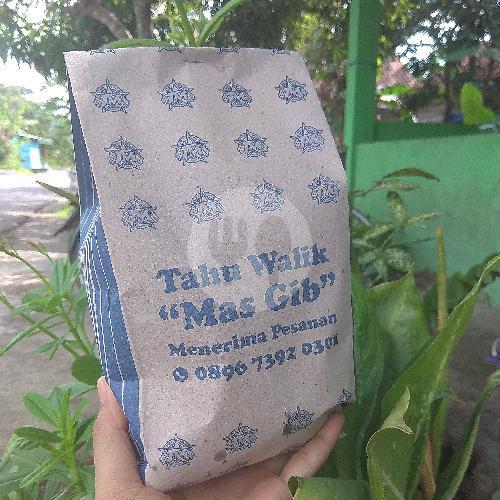 Tahu Walik
"Mas Gib"
Menerima Pesanan
0896 7392 0301